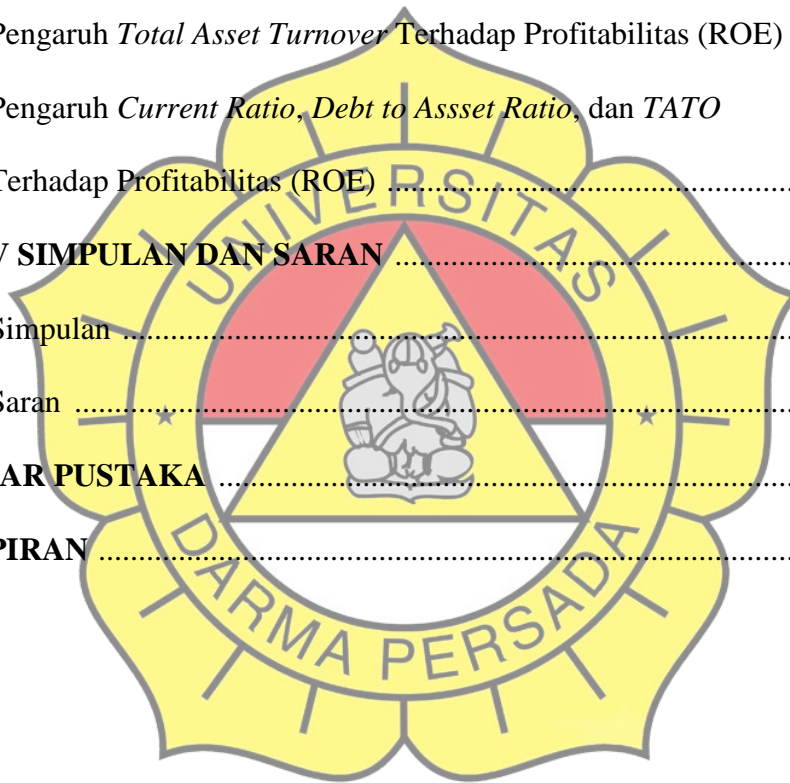 Pengaruh Total Asset Turnover Terhadap Profitabilitas (ROE)
Pengaruh Current Ratio, Debt to Assset Ratio, dan TATO
Terhadap Profitabilitas (ROE) ..........................................................
V SIMPULAN DAN SARAN ..........................................................
Simpulan ..........................................................................................
Saran ................................................................................................
AR PUSTAKA ..............................................................................
PIRAN .............................................................................................
UNIVERSITAS
DARMA PERSADA